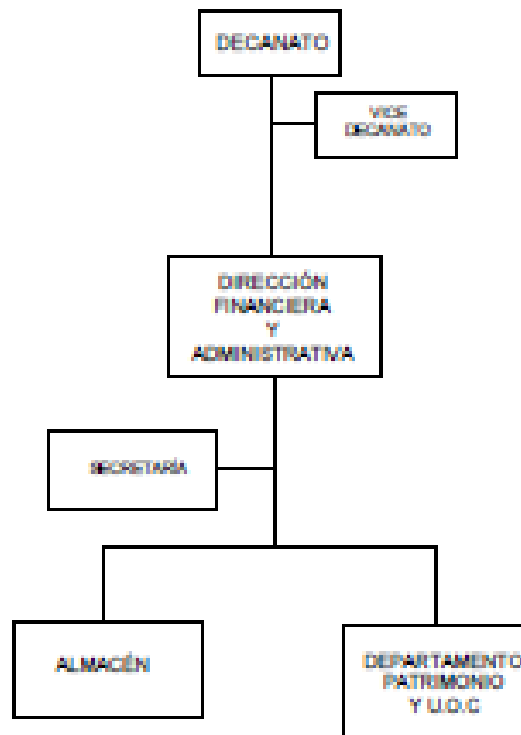 DECANATO
VICE
DECANATO
DIRECCIÓN
FINANCIERA
Y
ADMINISTRATIVA
SECRETARÍA
ALMACÉN
DEPARTAMENTO
PATRIMONIO
Y U.O.C